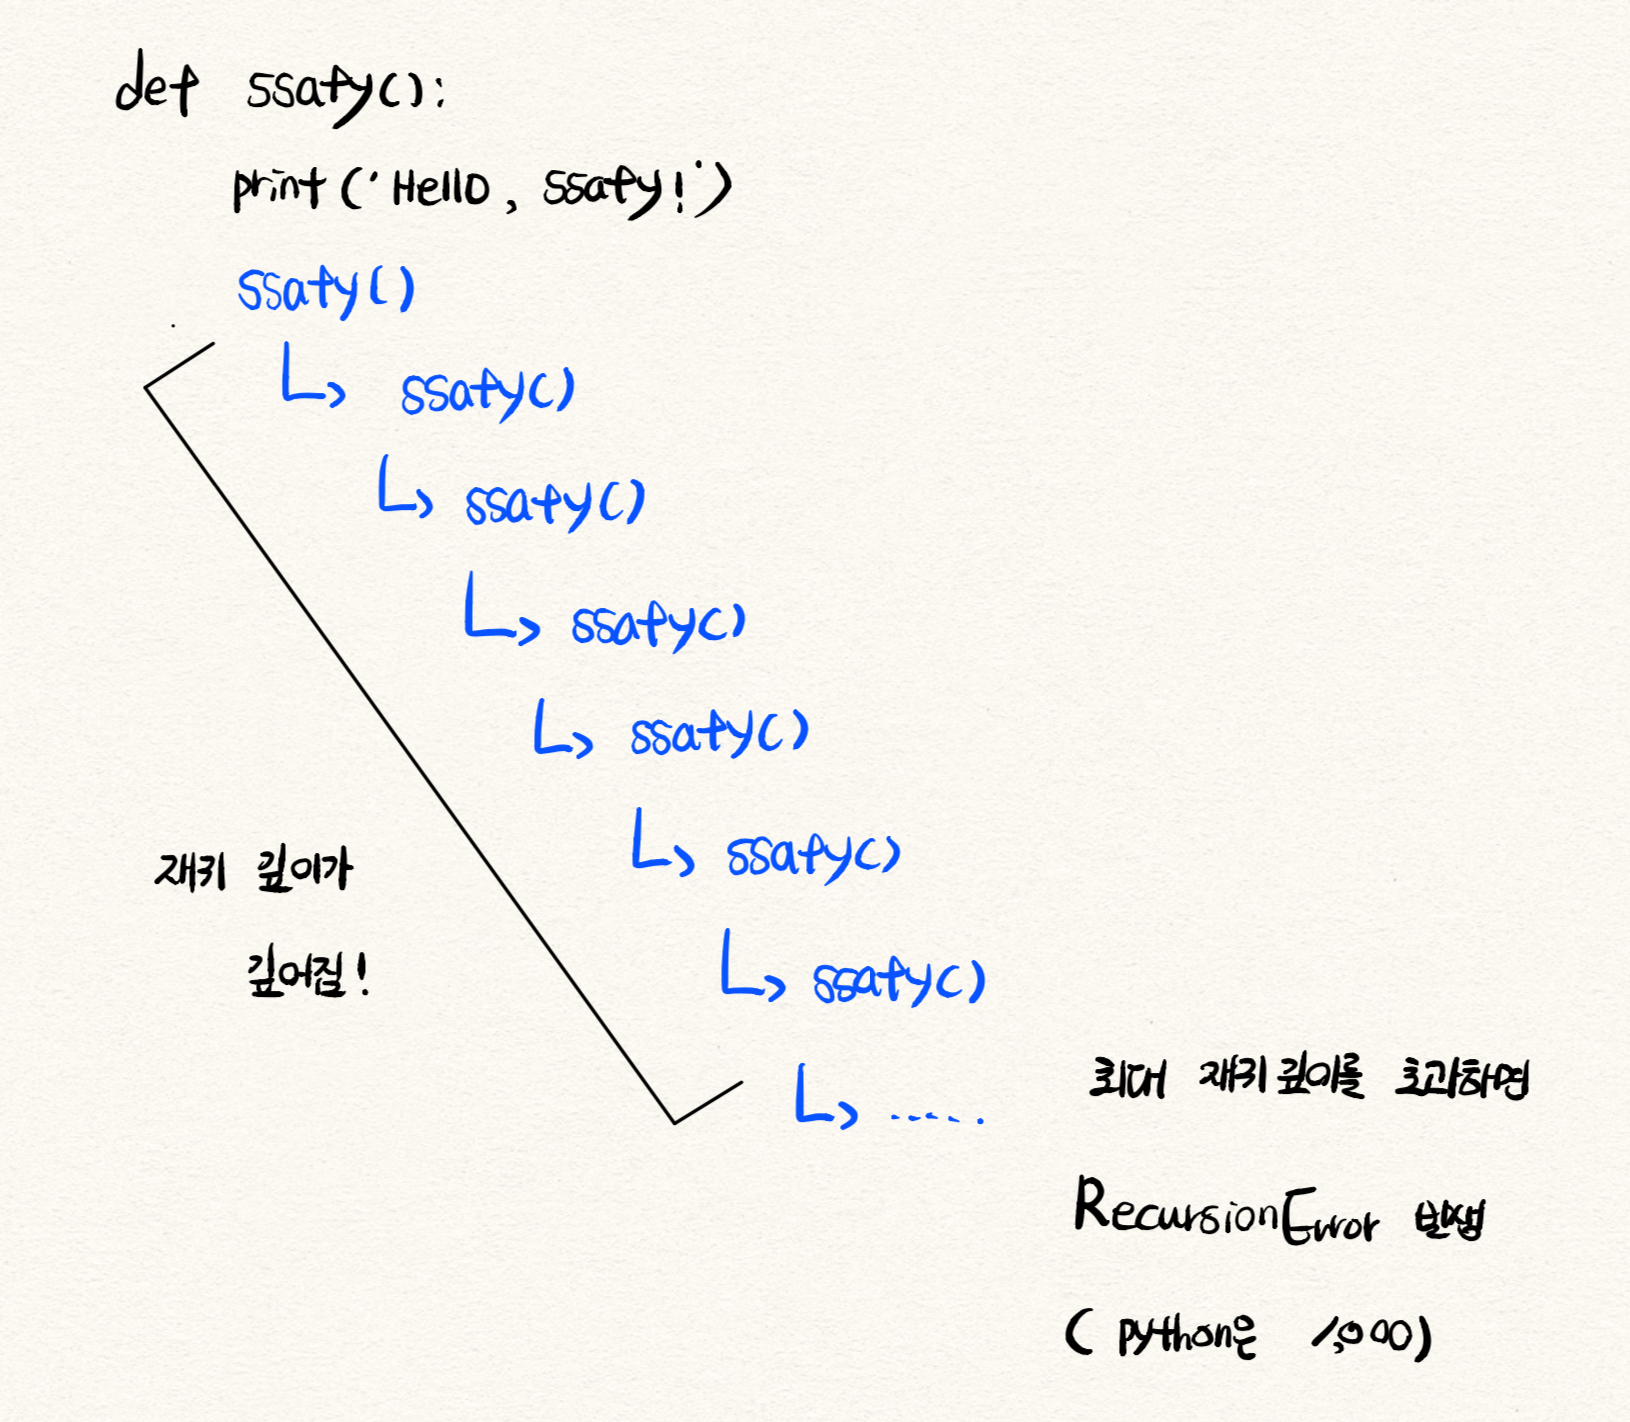 def ssafy():
print('Hello, ssafy!')
ssafy()
ssafy()
ssafy()
ssafy()
ssafy()
ssafy()
ssafy()
.....
재귀 깊이가
깊어짐!
최대 재귀 깊이를 초과하면
RecursionError 발생
(python은 1,000)